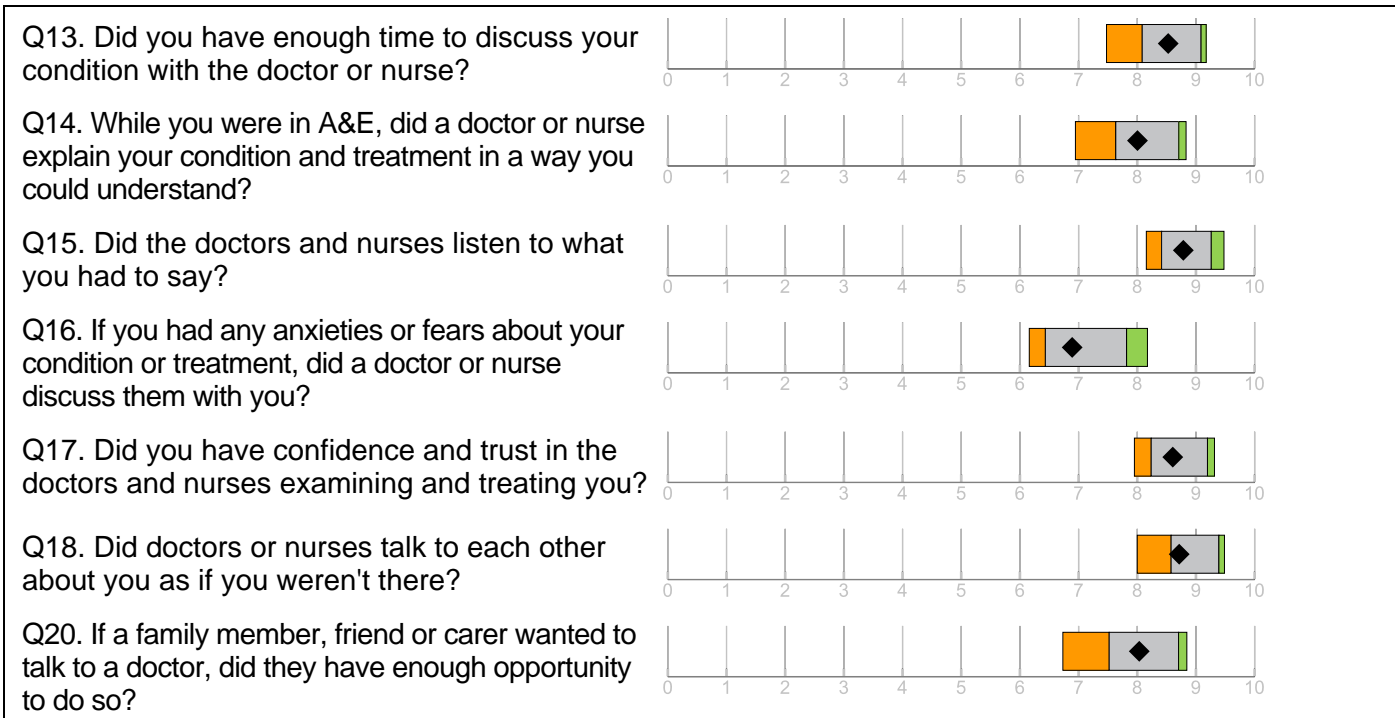 Q13. Did you have enough time to discuss your
condition with the doctor or nurse?
0 1 2 3 4 5 6 7 8 9 10
Q14. While you were in A&E, did a doctor or nurse
explain your condition and treatment in a way you
could understand?
0 1 2 3 4 5 6 7 8 9 10
Q15. Did the doctors and nurses listen to what
you had to say?
0 1 2 3 4 5 6 7 8 9 10
Q16. If you had any anxieties or fears about your
condition or treatment, did a doctor or nurse
discuss them with you?
0 1 2 3 4 5 6 7 8 9 10
Q17. Did you have confidence and trust in the
doctors and nurses examining and treating you?
0 1 2 3 4 5 6 7 8 9 10
Q18. Did doctors or nurses talk to each other
about you as if you weren't there?
0 1 2 3 4 5 6 7 8 9 10
Q20. If a family member, friend or carer wanted to
talk to a doctor, did they have enough opportunity
to do so?
0 1 2 3 4 5 6 7 8 9 10